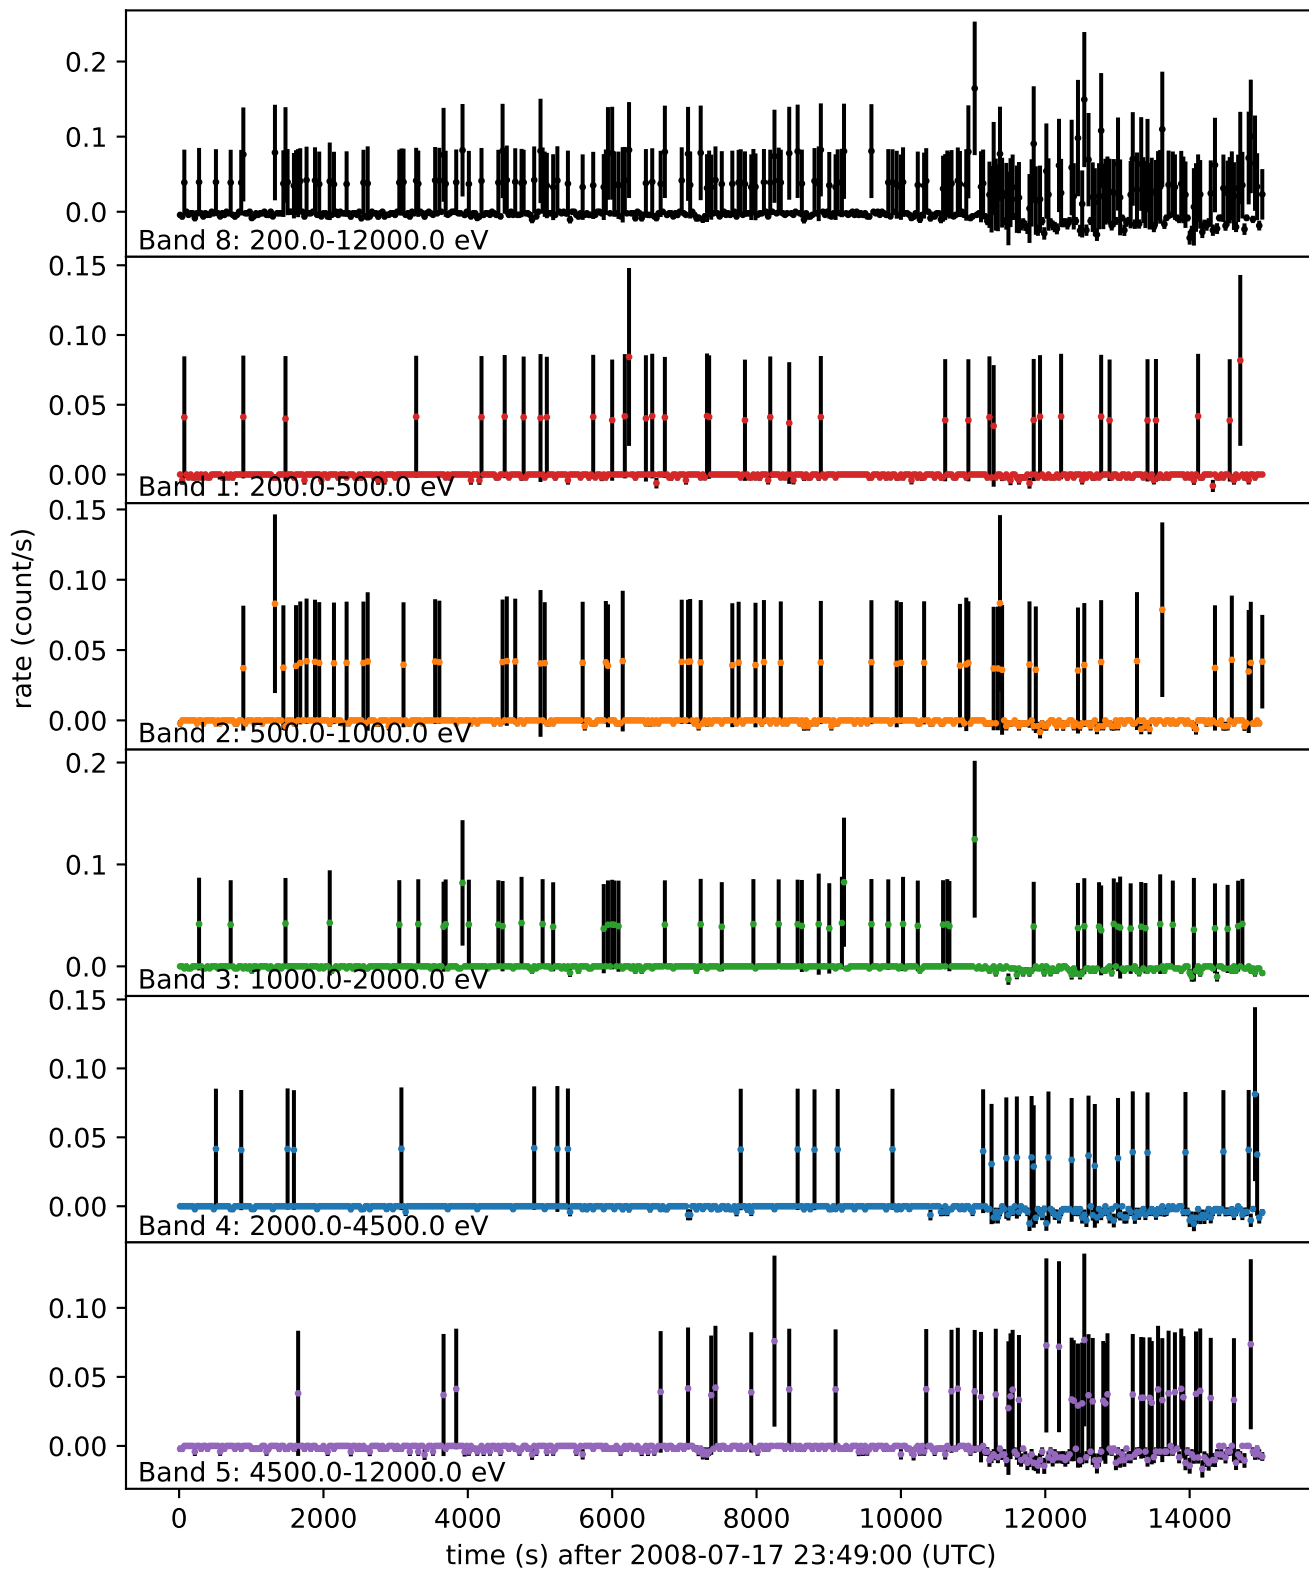 0.2
0.1
0.0
Band 8: 200.0-12000.0 eV
0.15
0.10
0.05
0.00
Band 1: 200.0-500.0 eV
0.15
0.10
0.05
0.00
Band 2: 500.0-1000.0 eV
rate (count/s)
0.2
0.1
0.0
Band 3: 1000.0-2000.0 eV
0.15
0.10
0.05
0.00
Band 4: 2000.0-4500.0 eV
0.10
0.05
0.00
Band 5: 4500.0-12000.0 eV
0 2000 4000 6000 8000 10000 12000 14000
time (s) after 2008-07-17 23:49:00 (UTC)